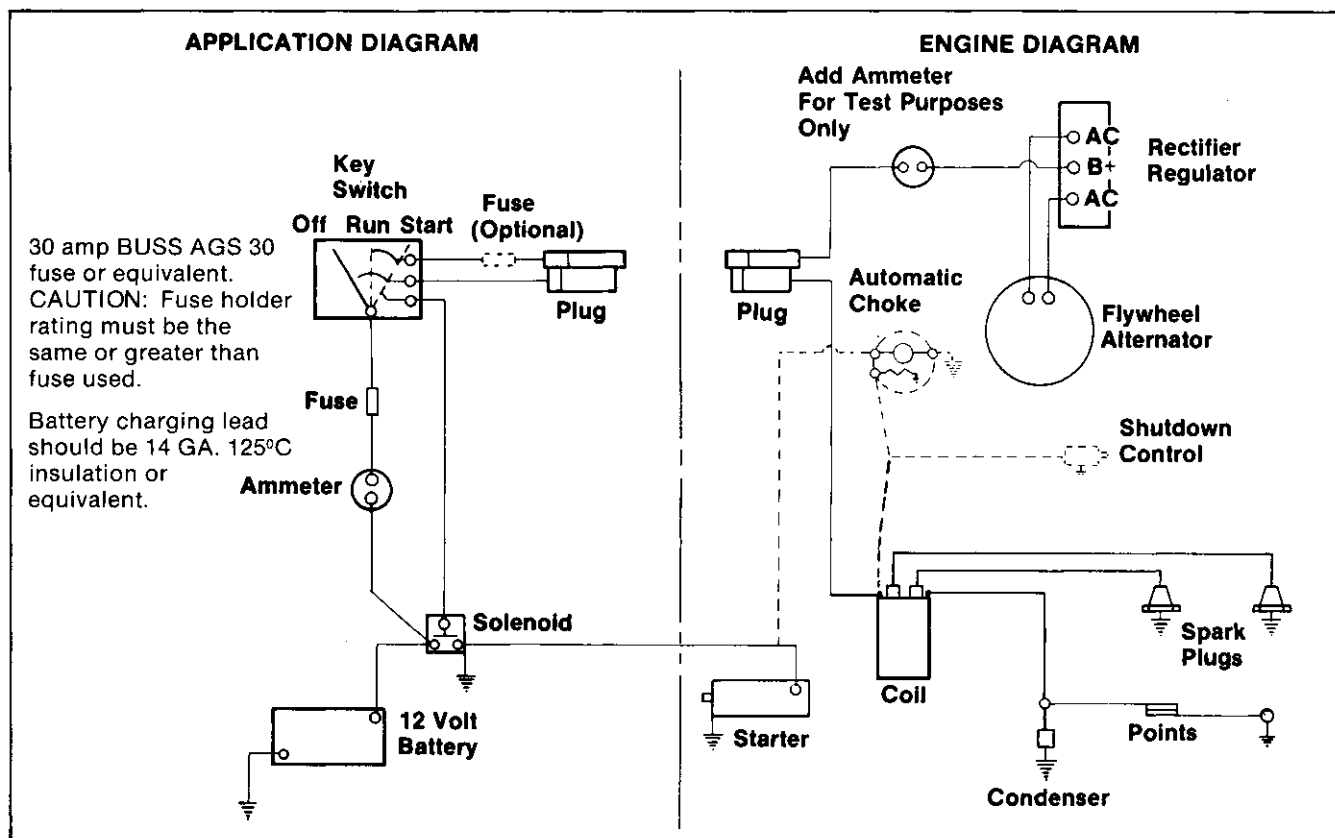 APPLICATION DIAGRAM
ENGINE DIAGRAM
Add Ammeter
For Test Purposes
Only
AC
B+
AC
Rectifier
Regulator
Key
Switch
Off Run Start
Fuse
(Optional)
Plug
Plug
30 amp BUSS AGS 30
fuse or equivalent.
CAUTION: Fuse holder
rating must be the
same or greater than
fuse used.
Battery charging lead
should be 14 GA. 125ºC
insulation or
equivalent.
Automatic
Choke
Flywheel
Alternator
Fuse
Ammeter
Shutdown
Control
Solenoid
Spark
Plugs
Coil
12 Volt
Battery
Starter
Points
Condenser